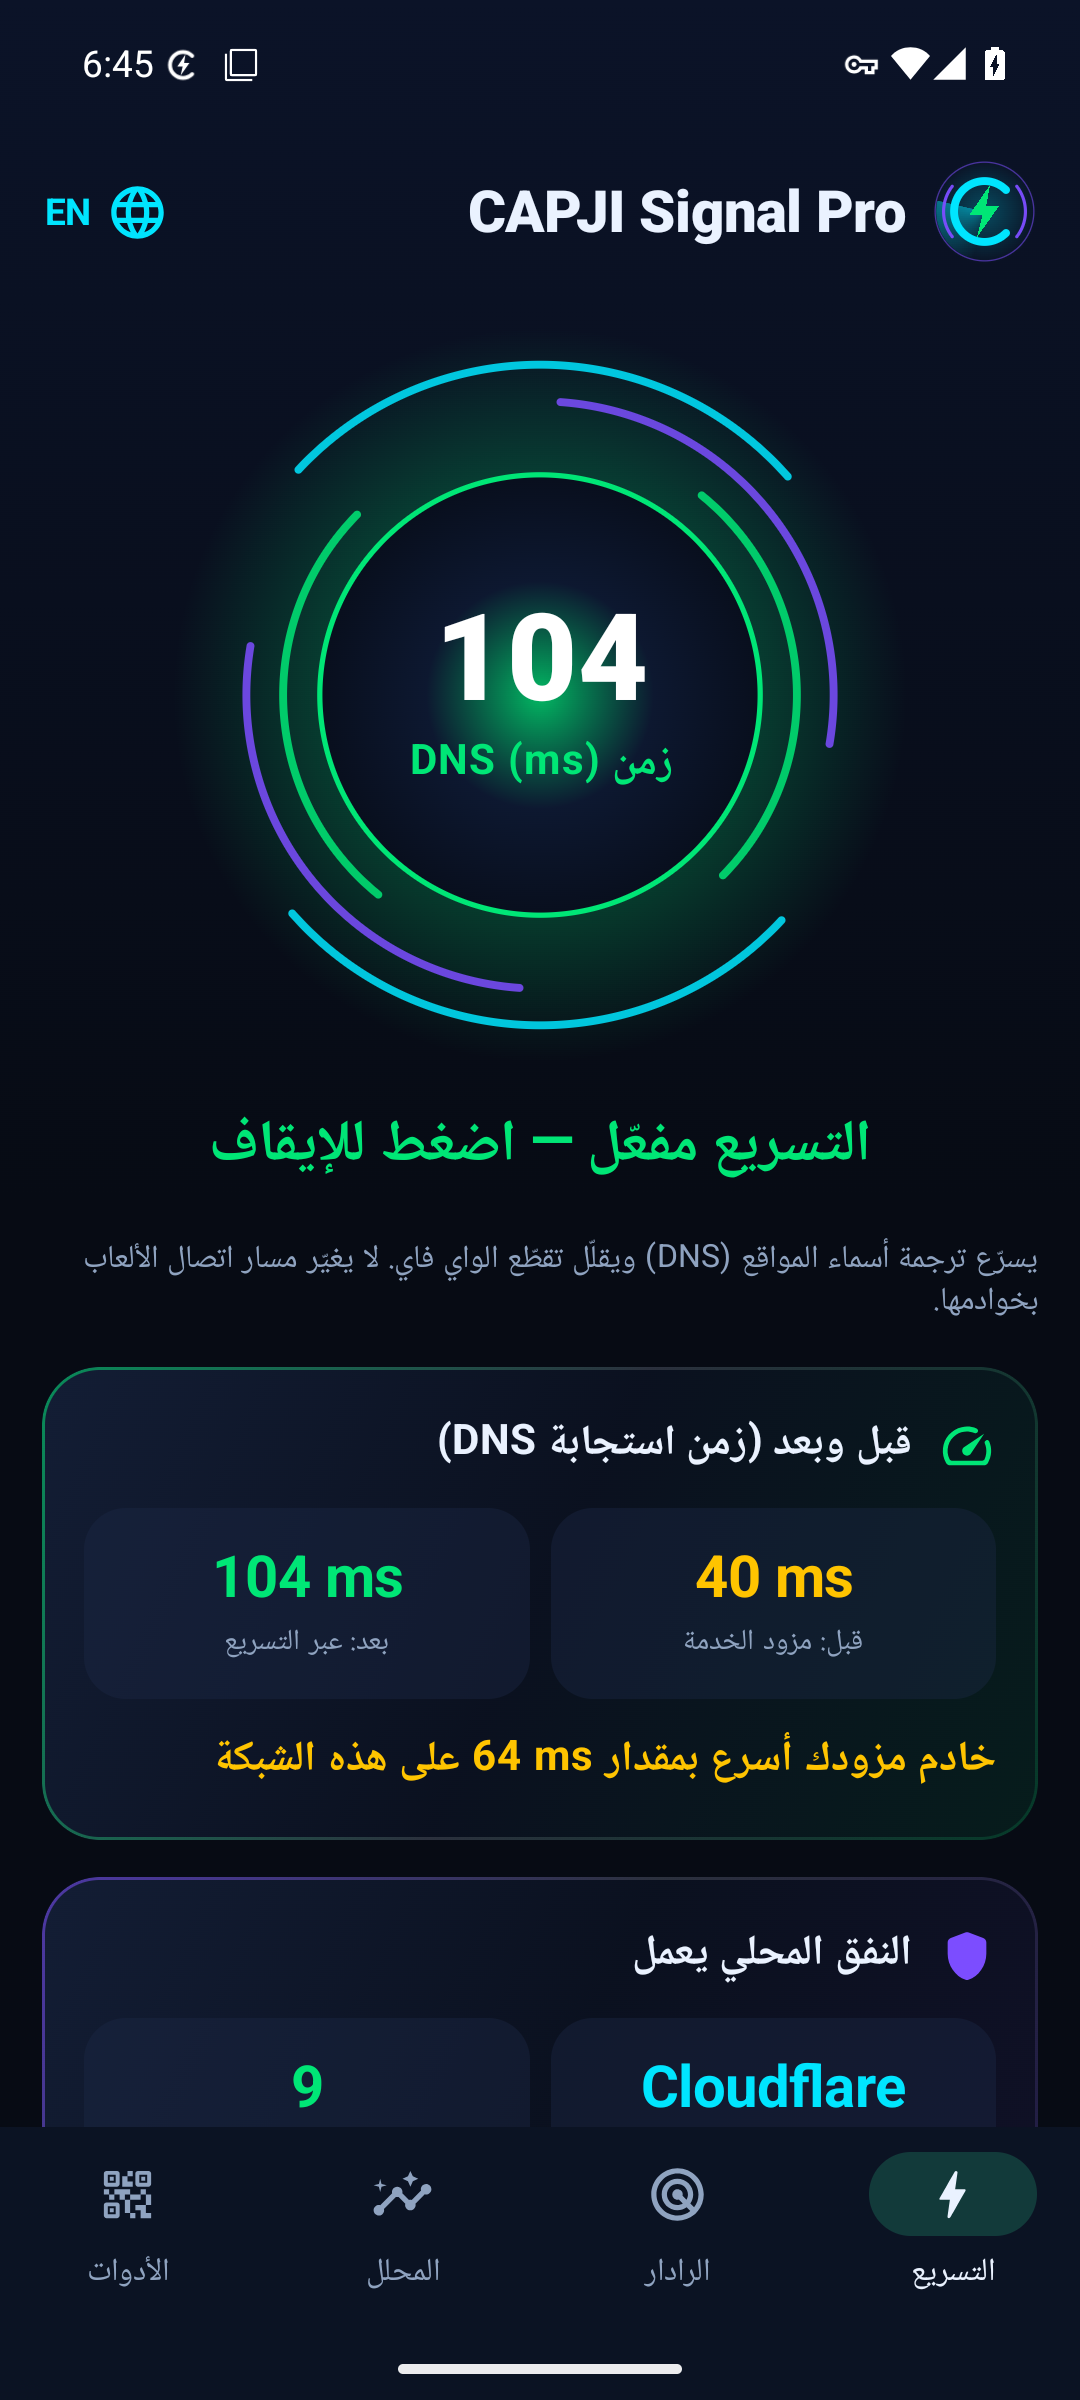 6:45
CAPJI Signal Pro
EN
104
زمن DNS (ms)
التسريع مفعّل — اضغط للإيقاف
يسرّع ترجمة أسماء المواقع (DNS) ويقلّل تقطّع الواي فاي. لا يغيّر مسار اتصال الألعاب
بخوادمها.
قبل وبعد (زمن استجابة DNS)
40 ms
قبل: مزود الخدمة
104 ms
بعد: عبر التسريع
خادم مزودك أسرع بمقدار 64 ms على هذه الشبكة
النفق المحلي يعمل
Cloudflare
9
التسريع
الرادار
المحلل
الأدوات